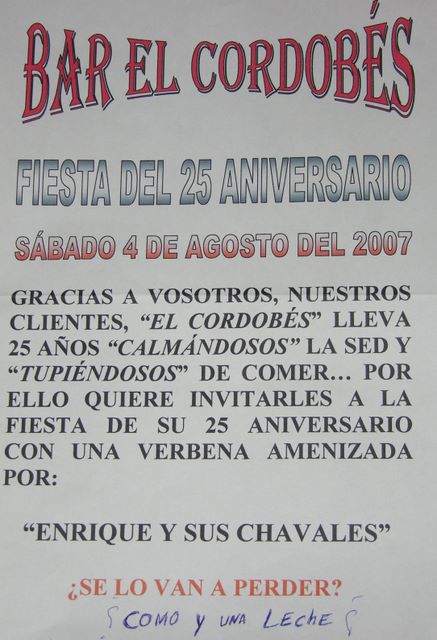 BAR EL CORDOBÉS
FIESTA DEL 25 ANIVERSARIO
SÁBADO 4 DE AGOSTO DEL 2007
GRACIAS A VOSOTROS, NUESTROS
CLIENTES, “EL CORDOBÉS” LLEVA
25 AÑOS “CALMÁNDOSOS” LA SED Y
“TUPIÉNDOSOS” DE COMER... POR
ELLO QUIERE INVITARLES A LA
FIESTA DE SU 25 ANIVERSARIO
CON UNA VERBENA AMENIZADA
POR:
“ENRIQUE Y SUS CHAVALES”
¿SE LO VAN A PERDER?
¿COMO y UNA LECHE?